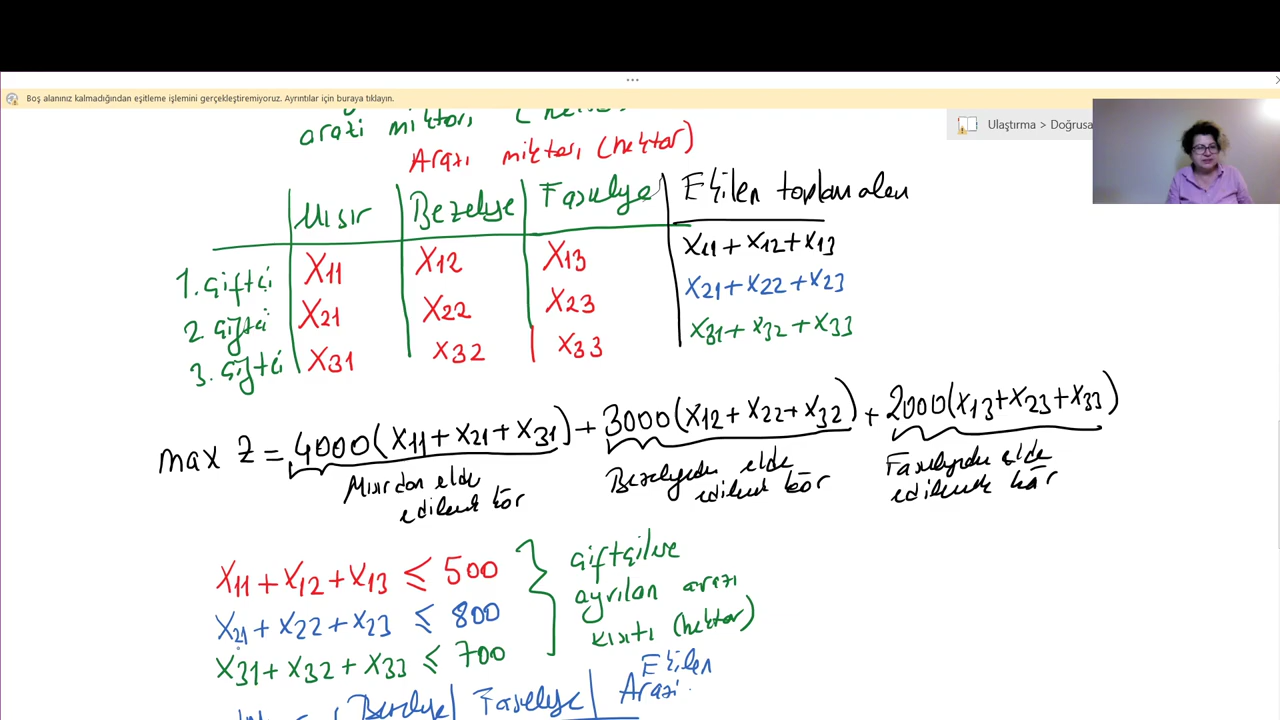 Boş alanınız kalmadığından eşitleme işlemini gerçekleştiremiyoruz. Ayrıntılar için buraya tıklayın.
Ulaştırma > Doğrusa
arazi miktarı
Arazi miktarı (hektar)
Mısır Bezelye Fasulye Ekilen toplam alan
1. Çiftçi X11 X12 X13 X11+X12+X13
2. Çiftçi X21 X22 X23 X21+X22+X23
3. Çiftçi X31 X32 X33 X31+X32+X33
max Z = 4000(X11+X21+X31)+3000(X12+X22+X32)+2000(X13+X23+X33)
Mısırdan elde edilecek kâr
Bezelyeden elde edilecek kâr
Fasulyeden elde edilecek kâr
X11+X12+X13 ≤ 500
X21+X22+X23 ≤ 800
X31+X32+X33 ≤ 700
Çiftçilere
ayrılan arazi
kısıtı (hektar)
Bezelye Fasulye Ekilen Arazi